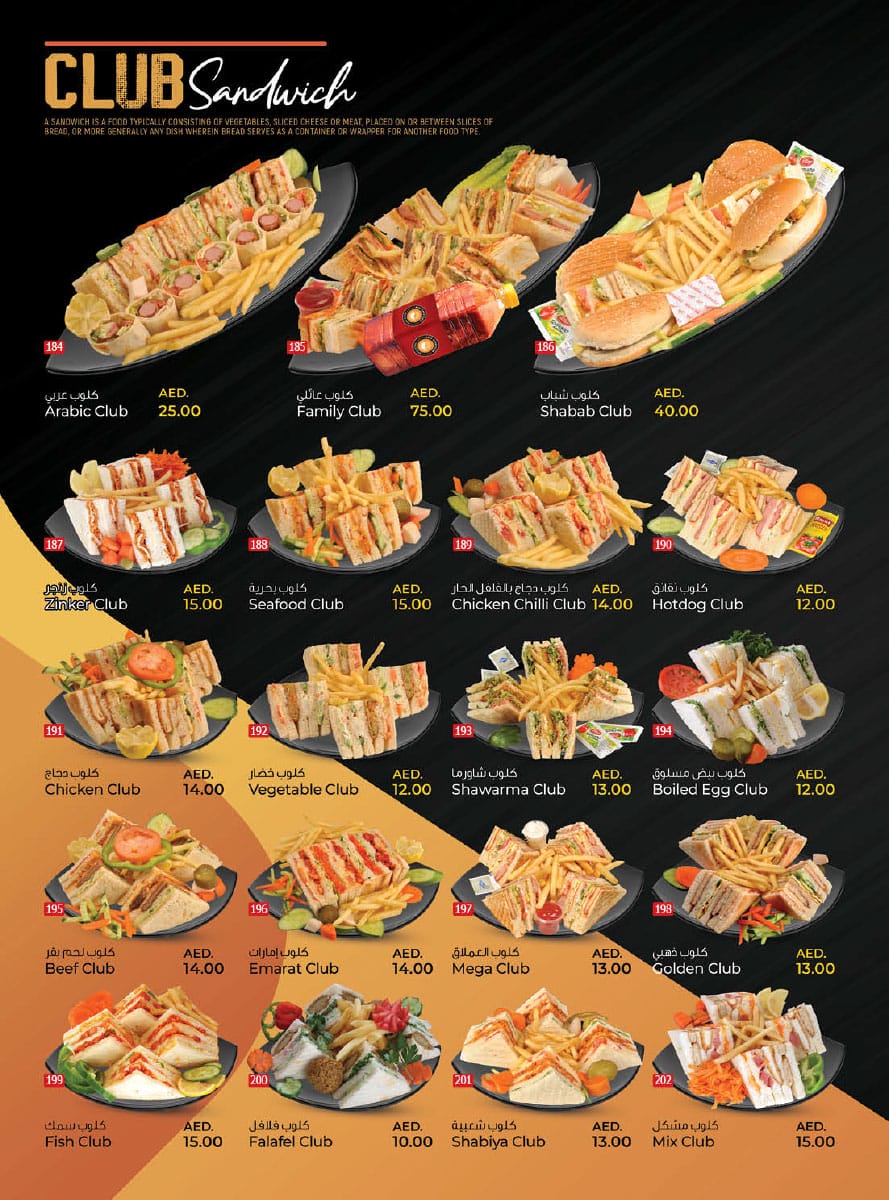 CLUB Sandwich
A SANDWICH IS A FOOD TYPICALLY CONSISTING OF VEGETABLES, SLICED CHEESE OR MEAT, PLACED ON OR BETWEEN SLICES OF
BREAD, OR MORE GENERALLY ANY DISH WHEREIN BREAD SERVES AS A CONTAINER OR WRAPPER FOR ANOTHER FOOD TYPE.
184
كلوب عربي AED.
Arabic Club 25.00
185
كلوب عائلي AED.
Family Club 75.00
186
كلوب شباب AED.
Shabab Club 40.00
187
كلوب زنجر AED.
Zinker Club 15.00
188
كلوب بحرية AED.
Seafood Club 15.00
189
كلوب دجاج بالفلفل الحار AED.
Chicken Chilli Club 14.00
190
كلوب نقانق AED.
Hotdog Club 12.00
191
كلوب دجاج AED.
Chicken Club 14.00
192
كلوب خضار AED.
Vegetable Club 12.00
193
كلوب شاورما AED.
Shawarma Club 13.00
194
كلوب بيض مسلوق AED.
Boiled Egg Club 12.00
195
كلوب لحم بقر AED.
Beef Club 14.00
196
كلوب إمارات AED.
Emarat Club 14.00
197
كلوب العملاق AED.
Mega Club 13.00
198
كلوب ذهبي AED.
Golden Club 13.00
199
كلوب سمك AED.
Fish Club 15.00
200
كلوب فلافل AED.
Falafel Club 10.00
201
كلوب شعبية AED.
Shabiya Club 13.00
202
كلوب مشكل AED.
Mix Club 15.00